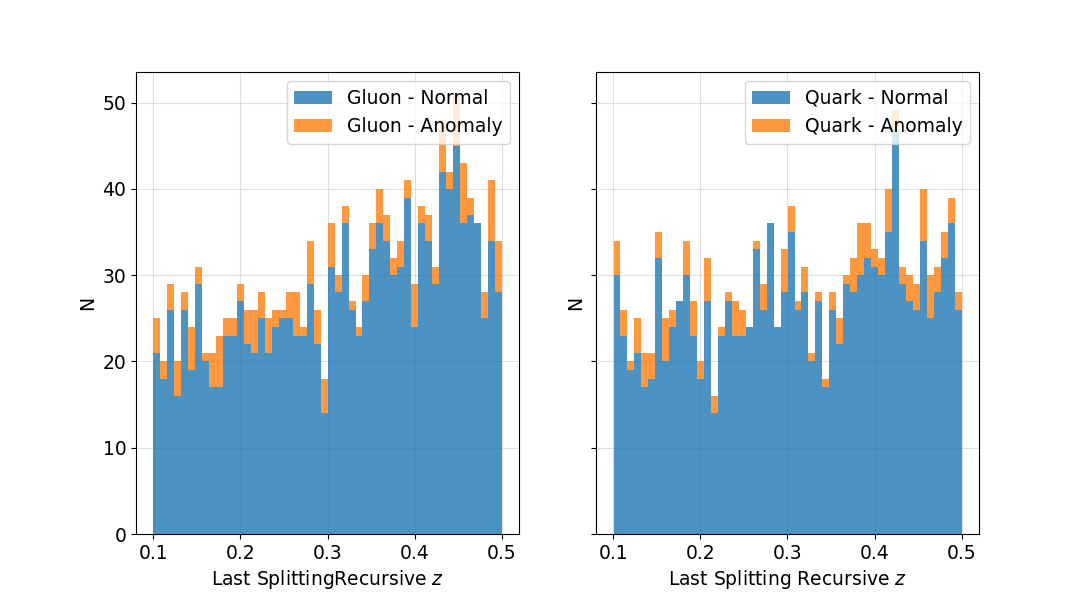 Gluon - Normal
Gluon - Anomaly
50
40
30
20
10
0
N
0.1 0.2 0.3 0.4 0.5
Last SplittingRecursive z
Quark - Normal
Quark - Anomaly
N
0.1 0.2 0.3 0.4 0.5
Last Splitting Recursive z